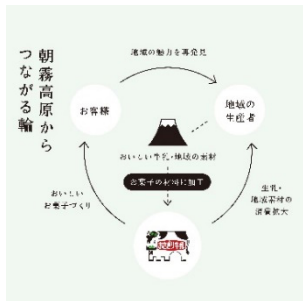 朝霧高原から
つながる輪
地域の魅力を再発見
お客様
地域の
生産者
おいしい牛乳・地域の素材
お菓子の材料に加工
おいしい
お菓子づくり
生乳・
地域素材の
消費拡大